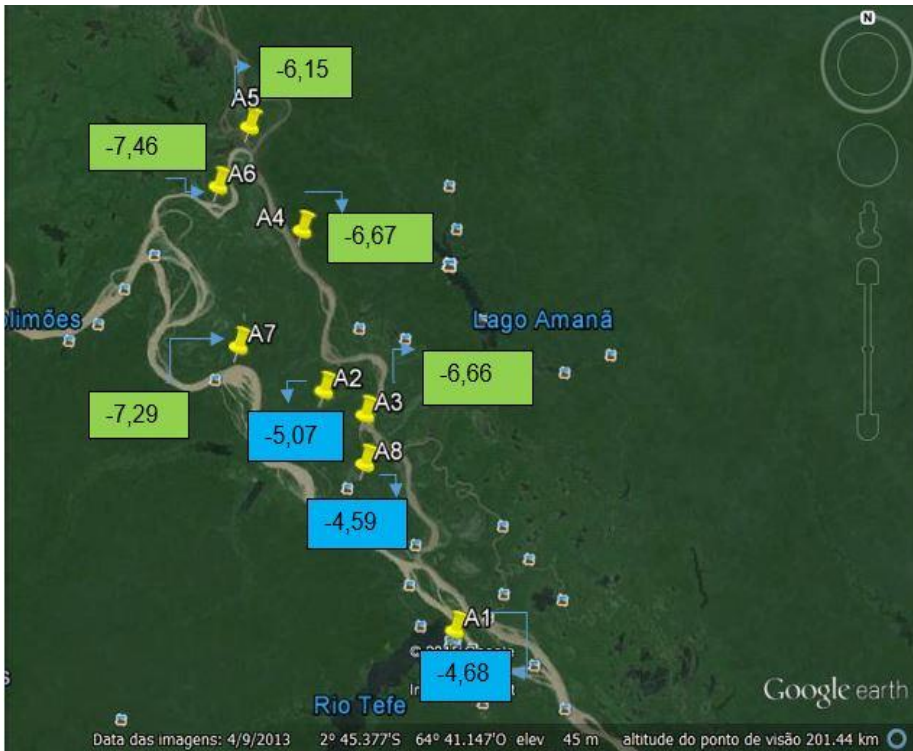 N
-6,15
A5
-7,46
A6
A4
-6,67
olimões
Lago Amanã
A7
A2
-6,66
A3
-7,29
-5,07
A8
-4,59
A1
-4,68
Rio Tefe
s
Google earth
Data das imagens: 4/9/2013 2° 45.377'S 64° 41.147'O elev 45 m altitude do ponto de visão 201.44 km